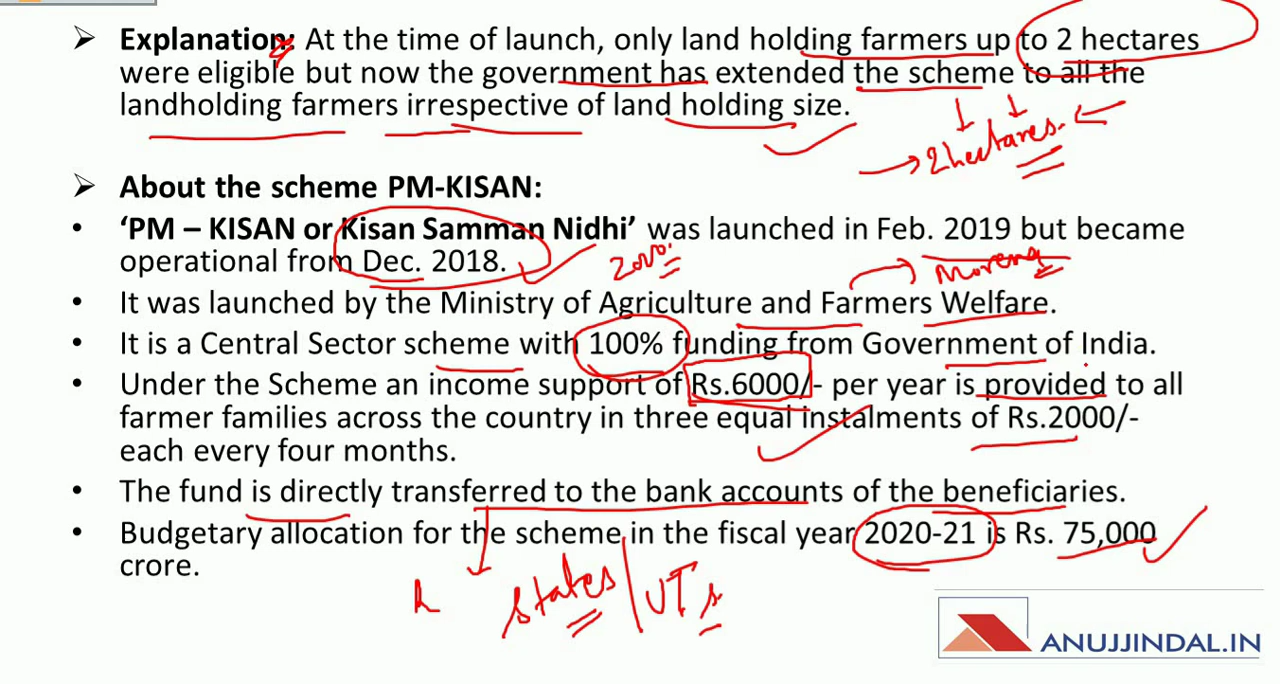 ➢ Explanation: At the time of launch, only land holding farmers up to 2 hectares
were eligible but now the government has extended the scheme to all the
landholding farmers irrespective of land holding size.
2 hectares.
➢ About the scheme PM-KISAN:
• ‘PM – KISAN or Kisan Samman Nidhi’ was launched in Feb. 2019 but became
operational from Dec. 2018.
• It was launched by the Ministry of Agriculture and Farmers Welfare.
• It is a Central Sector scheme with 100% funding from Government of India.
• Under the Scheme an income support of Rs.6000/- per year is provided to all
farmer families across the country in three equal instalments of Rs.2000/-
each every four months.
• The fund is directly transferred to the bank accounts of the beneficiaries.
• Budgetary allocation for the scheme in the fiscal year 2020-21 is Rs. 75,000
crore.
states/UTs
ANUJJINDAL.IN